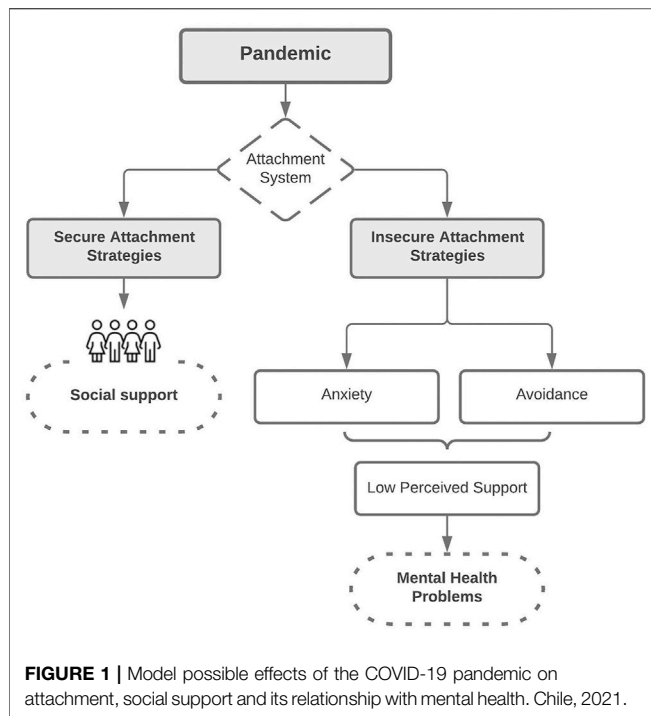 Pandemic
Attachment
System
Secure Attachment
Strategies
Insecure Attachment
Strategies
Social support
Anxiety
Avoidance
Low Perceived Support
Mental Health
Problems
FIGURE 1 | Model possible effects of the COVID-19 pandemic on
attachment, social support and its relationship with mental health. Chile, 2021.